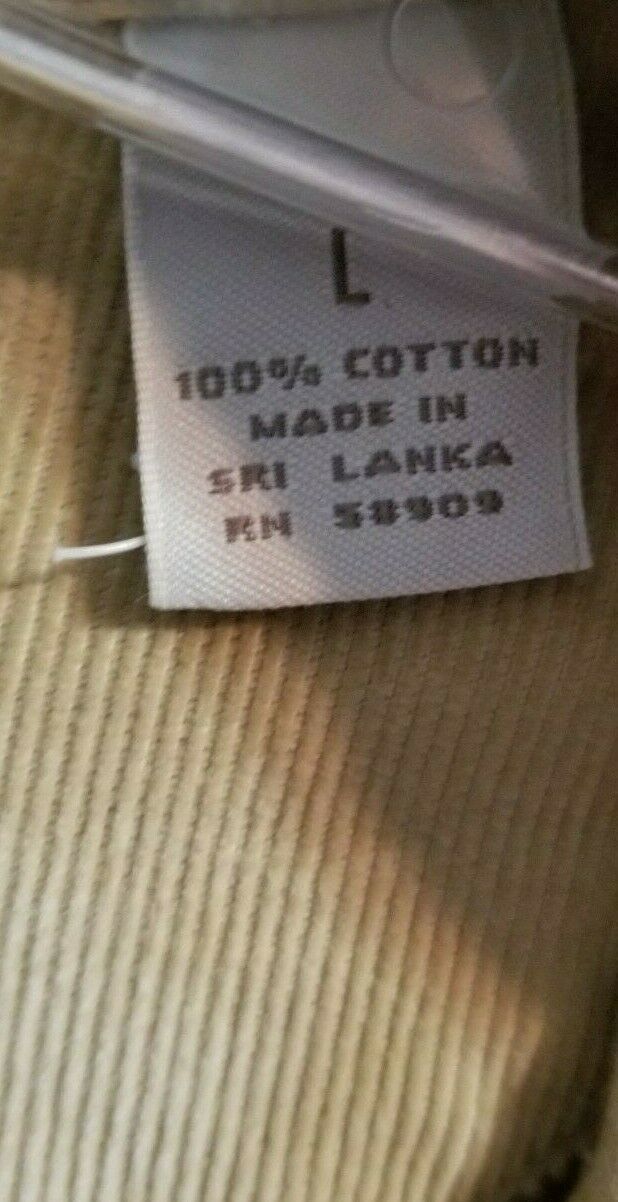 L
100% COTTON
MADE IN
SRI LANKA
RN 58909